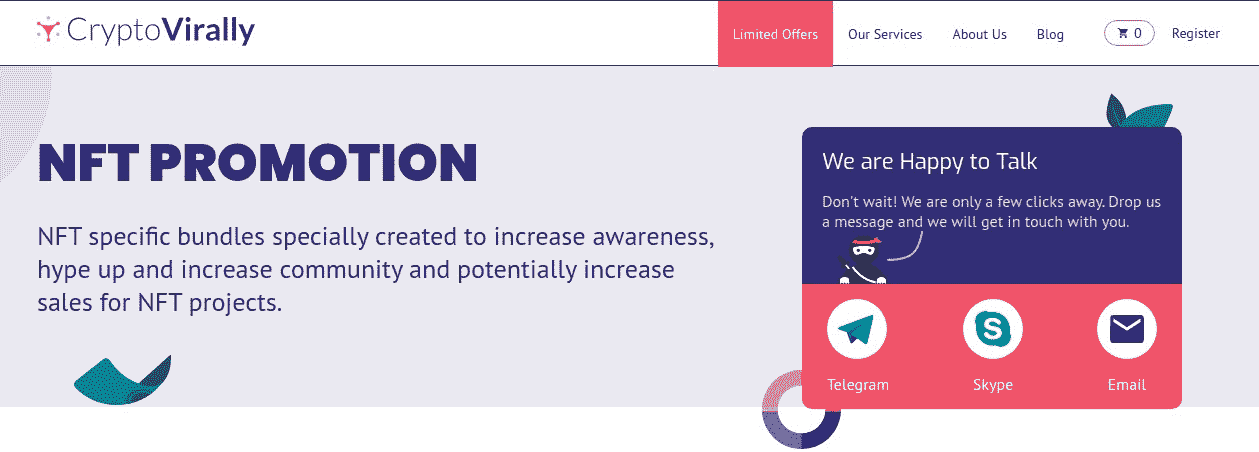 CryptoVirally
Limited Offers
Our Services
About Us
Blog
0
Register
NFT PROMOTION
NFT specific bundles specially created to increase awareness,
hype up and increase community and potentially increase
sales for NFT projects.
We are Happy to Talk
Don't wait! We are only a few clicks away. Drop us
a message and we will get in touch with you.
Telegram
Skype
Email